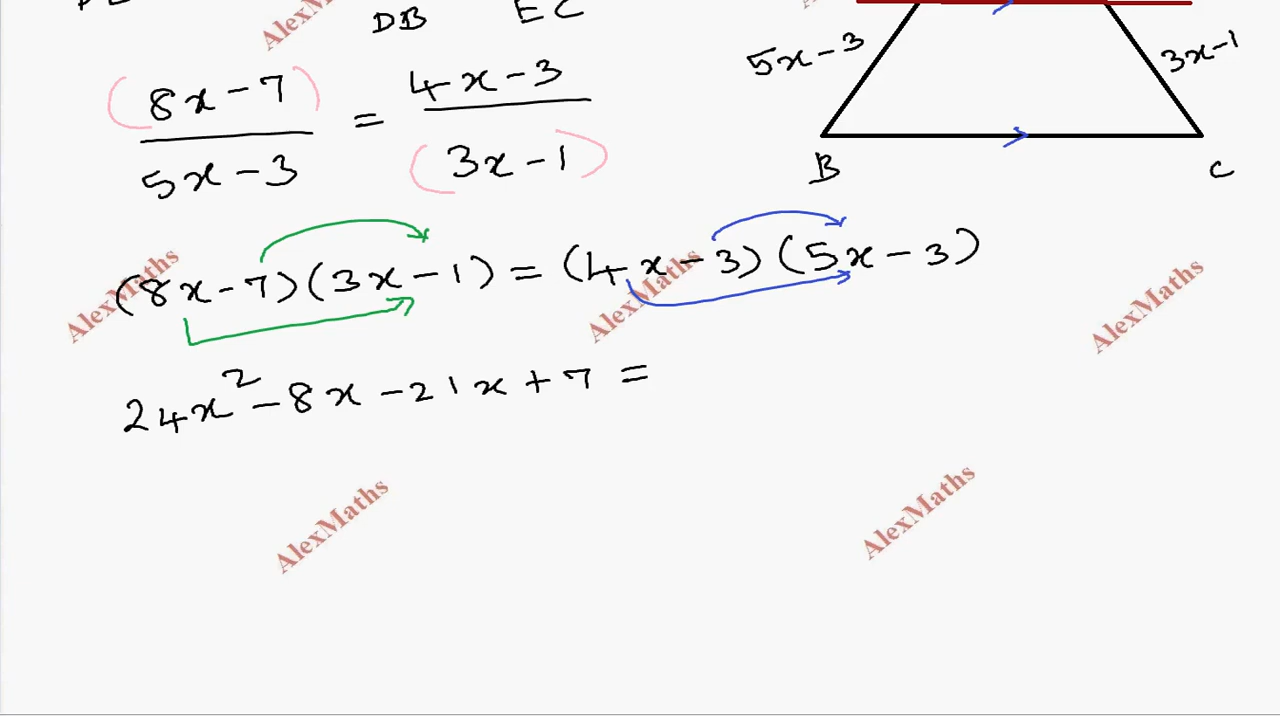 DB EC
5x-3
3x-1
(8x-7) = 4x-3
5x-3 (3x-1)
B C
(8x-7)(3x-1) = (4x-3)(5x-3)
24x²-8x-21x+7 =
AlexMaths
AlexMaths
AlexMaths
AlexMaths
AlexMaths